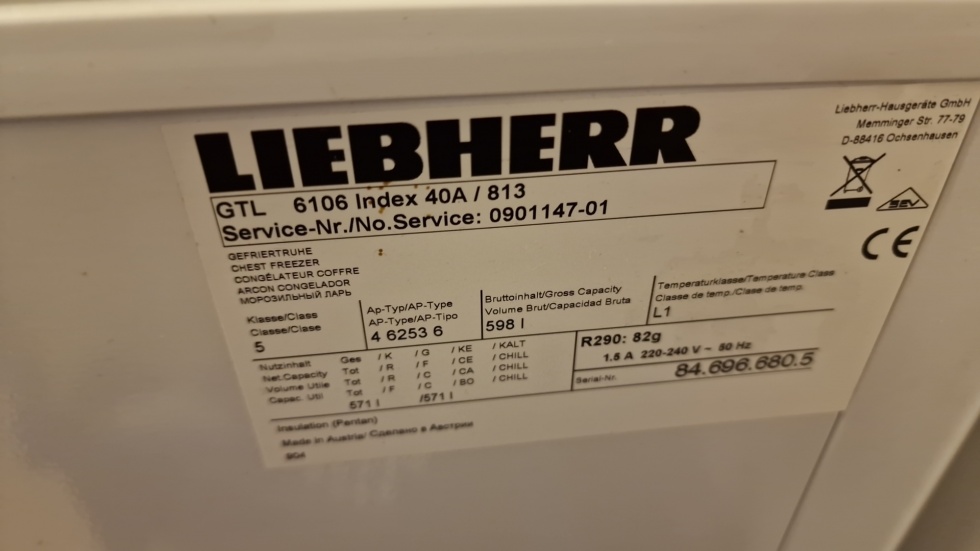 LIEBHERR
Liebherr-Hausgeräte GmbH
Memminger Str. 77-79
D-88416 Ochsenhausen
GTL 6106 Index 40A / 813
Service-Nr./No.Service: 0901147-01
SEV
CE
GEFRIERTRUHE
CHEST FREEZER
CONGÉLATEUR COFFRE
ARCON CONGELADOR
МОРОЗИЛЬНЫЙ ЛАРЬ
Klasse/Class
Classe/Clase
5
Ap-Typ/AP-Type
AP-Type/AP-Tipo
4 6253 6
Bruttoinhalt/Gross Capacity
Volume Brut/Capacidad Bruta
598 l
Temperaturklasse/Temperature Class
Classe de temp./Clase de temp.
L1
Nutzinhalt Ges / K / G / KE / KALT
Net.Capacity Tot / R / F / CE / CHILL
Volume Utile Tot / R / C / CA / CHILL
Capac. Util Tot / F / C / BO / CHILL
571 l /571 l
R290: 82g
1.5 A 220-240 V ~ 50 Hz
Serial-Nr. 84.696.680.5
Insulation (Pentan)
Made in Austria/ Сделано в Австрии